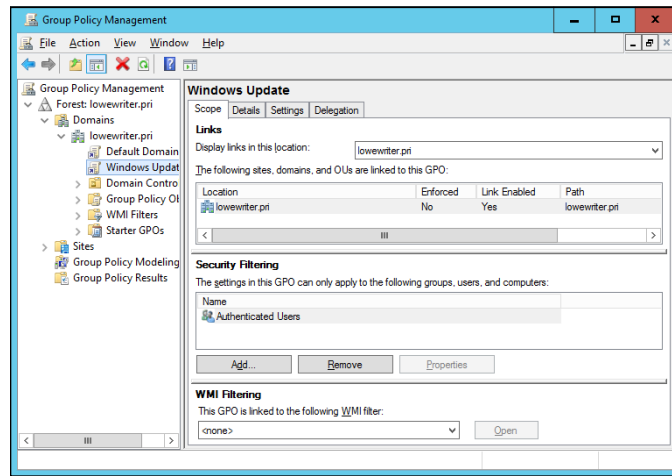 Group Policy Management
File Action View Window Help
Group Policy Management
Forest: lowewriter.pri
Domains
lowewriter.pri
Default Domain
Windows Updat
Domain Contro
Group Policy Ob
WMI Filters
Starter GPOs
Sites
Group Policy Modeling
Group Policy Results
Windows Update
Scope Details Settings Delegation
Links
Display links in this location: lowewriter.pri
The following sites, domains, and OUs are linked to this GPO:
Location Enforced Link Enabled Path
lowewriter.pri No Yes lowewriter.pri
Security Filtering
The settings in this GPO can only apply to the following groups, users, and computers:
Name
Authenticated Users
Add... Remove Properties
WMI Filtering
This GPO is linked to the following WMI filter:
<none> Open